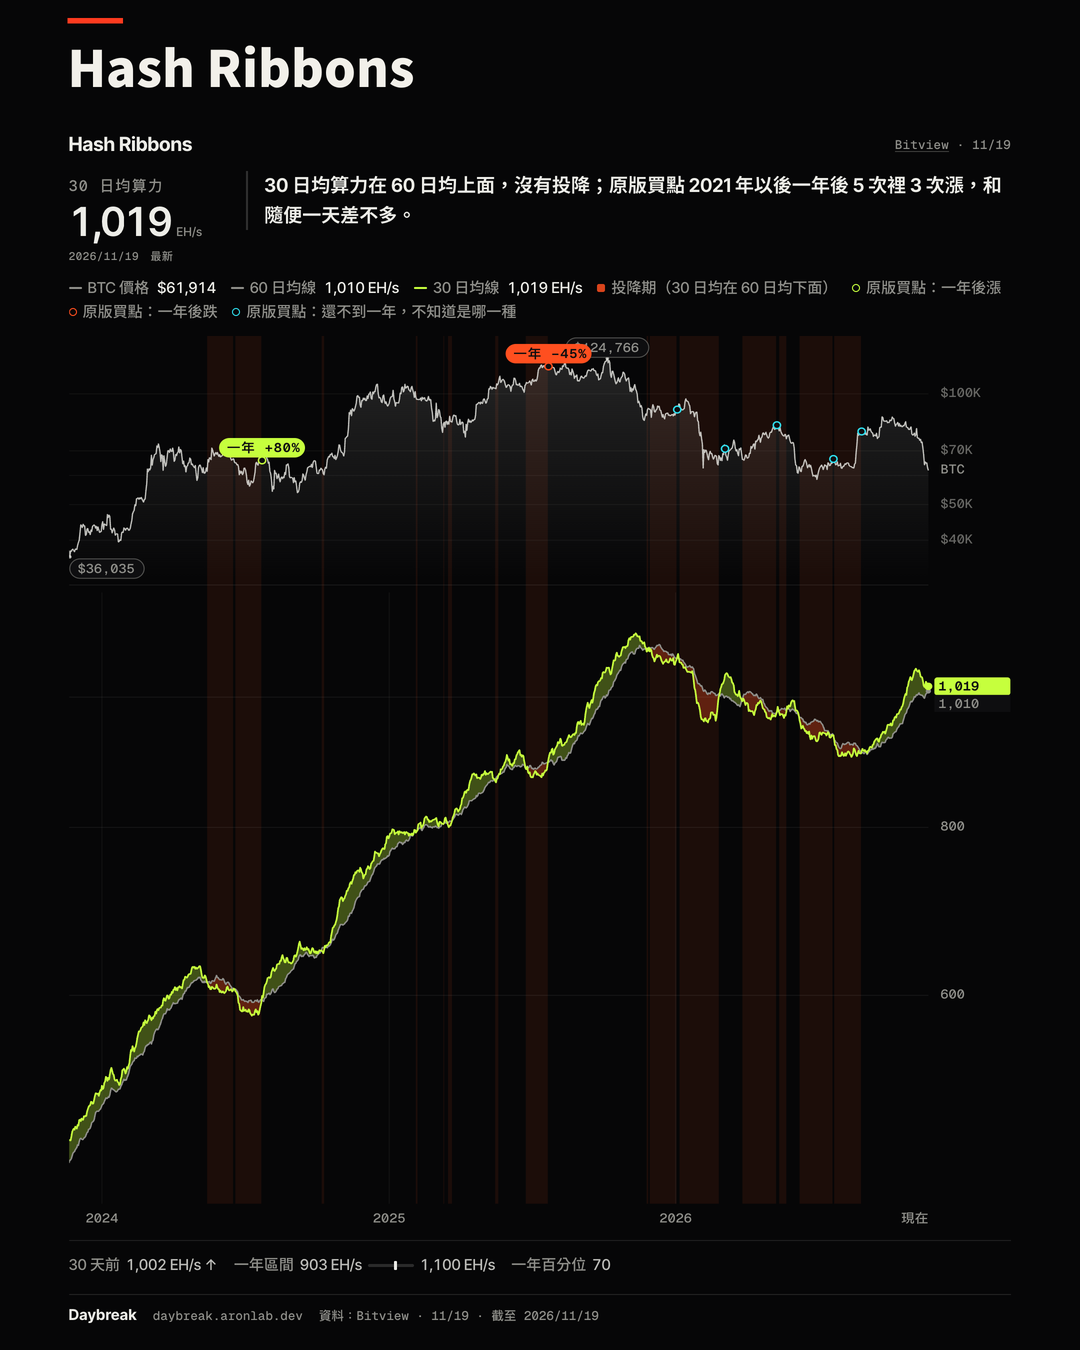 Hash Ribbons
Hash Ribbons
Bitview · 11/19
30 日均算力
1,019 EH/s
2026/11/19 最新
30 日均算力在 60 日均上面，沒有投降；原版買點 2021 年以後一年後 5 次裡 3 次漲，和
隨便一天差不多。
BTC 價格 $61,914 60 日均線 1,010 EH/s 30 日均線 1,019 EH/s 投降期（30 日均在 60 日均下面） 原版買點：一年後漲
原版買點：一年後跌 原版買點：還不到一年，不知道是哪一種
一年 -45%
24,766
$100K
一年 +80%
$70K
BTC
$50K
$40K
$36,035
1,019
1,010
800
600
2024 2025 2026 現在
30 天前 1,002 EH/s ↑ 一年區間 903 EH/s 1,100 EH/s 一年百分位 70
Daybreak daybreak.aronlab.dev 資料：Bitview · 11/19 · 截至 2026/11/19